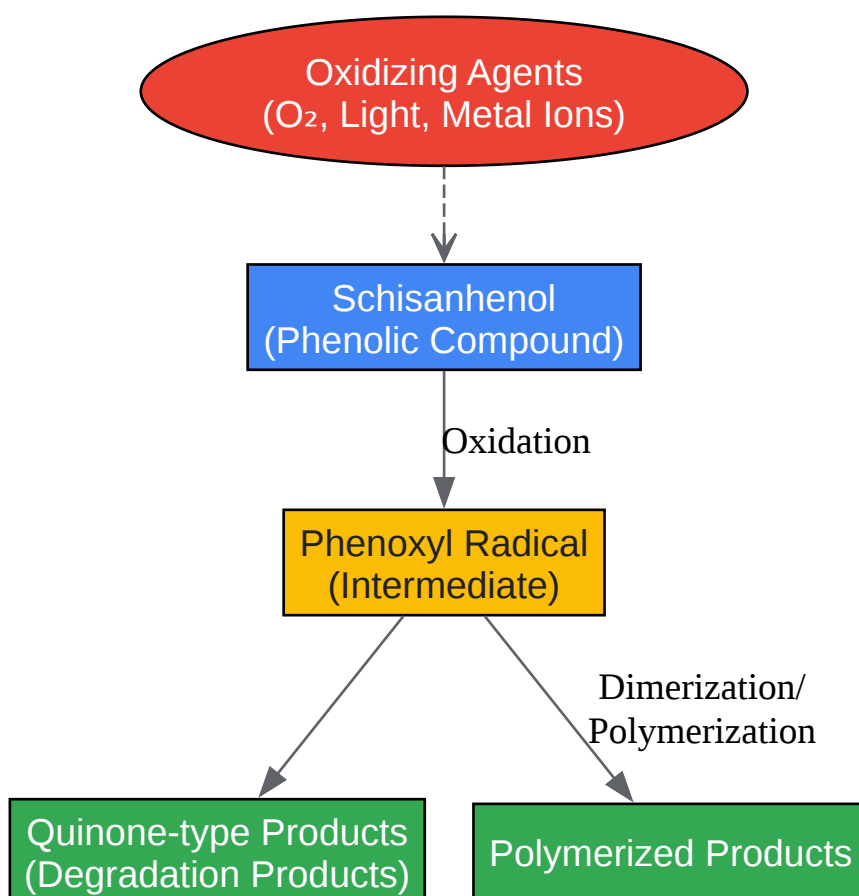 Oxidizing Agents
(O₂, Light, Metal Ions)
Schisanhenol
(Phenolic Compound)
Oxidation
Phenoxyl Radical
(Intermediate)
Dimerization/
Polymerization
Quinone-type Products
(Degradation Products)
Polymerized Products